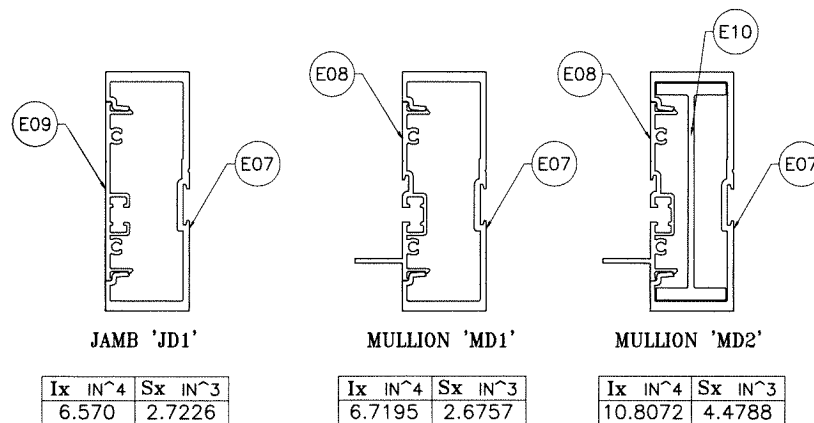 E10
E08
E08
E09
E07
E07
E07
JAMB 'JD1'
MULLION 'MD1'
MULLION 'MD2'
Ix IN^4 Sx IN^3
6.570 2.7226
Ix IN^4 Sx IN^3
6.7195 2.6757
Ix IN^4 Sx IN^3
10.8072 4.4788